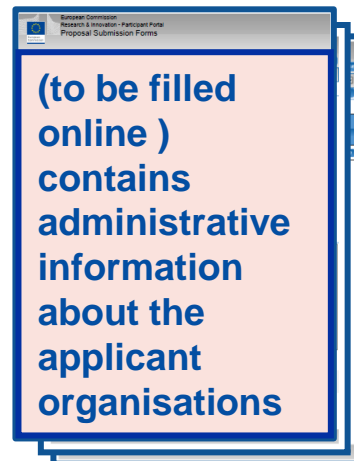 European Commission
Research & Innovation - Participant Portal
Proposal Submission Forms
(to be filled
online )
contains
administrative
information
about the
applicant
organisations